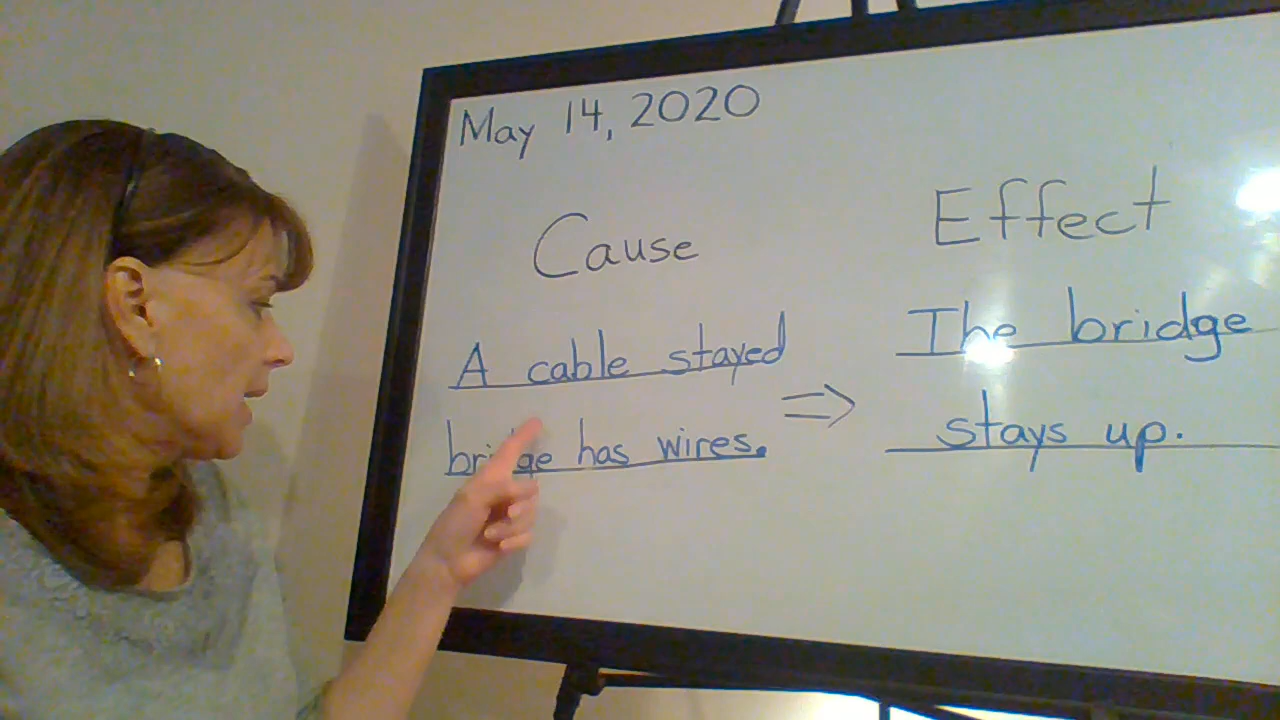 May 14, 2020
Cause
Effect
A cable stayed
bridge has wires.
⇒
The bridge
stays up.